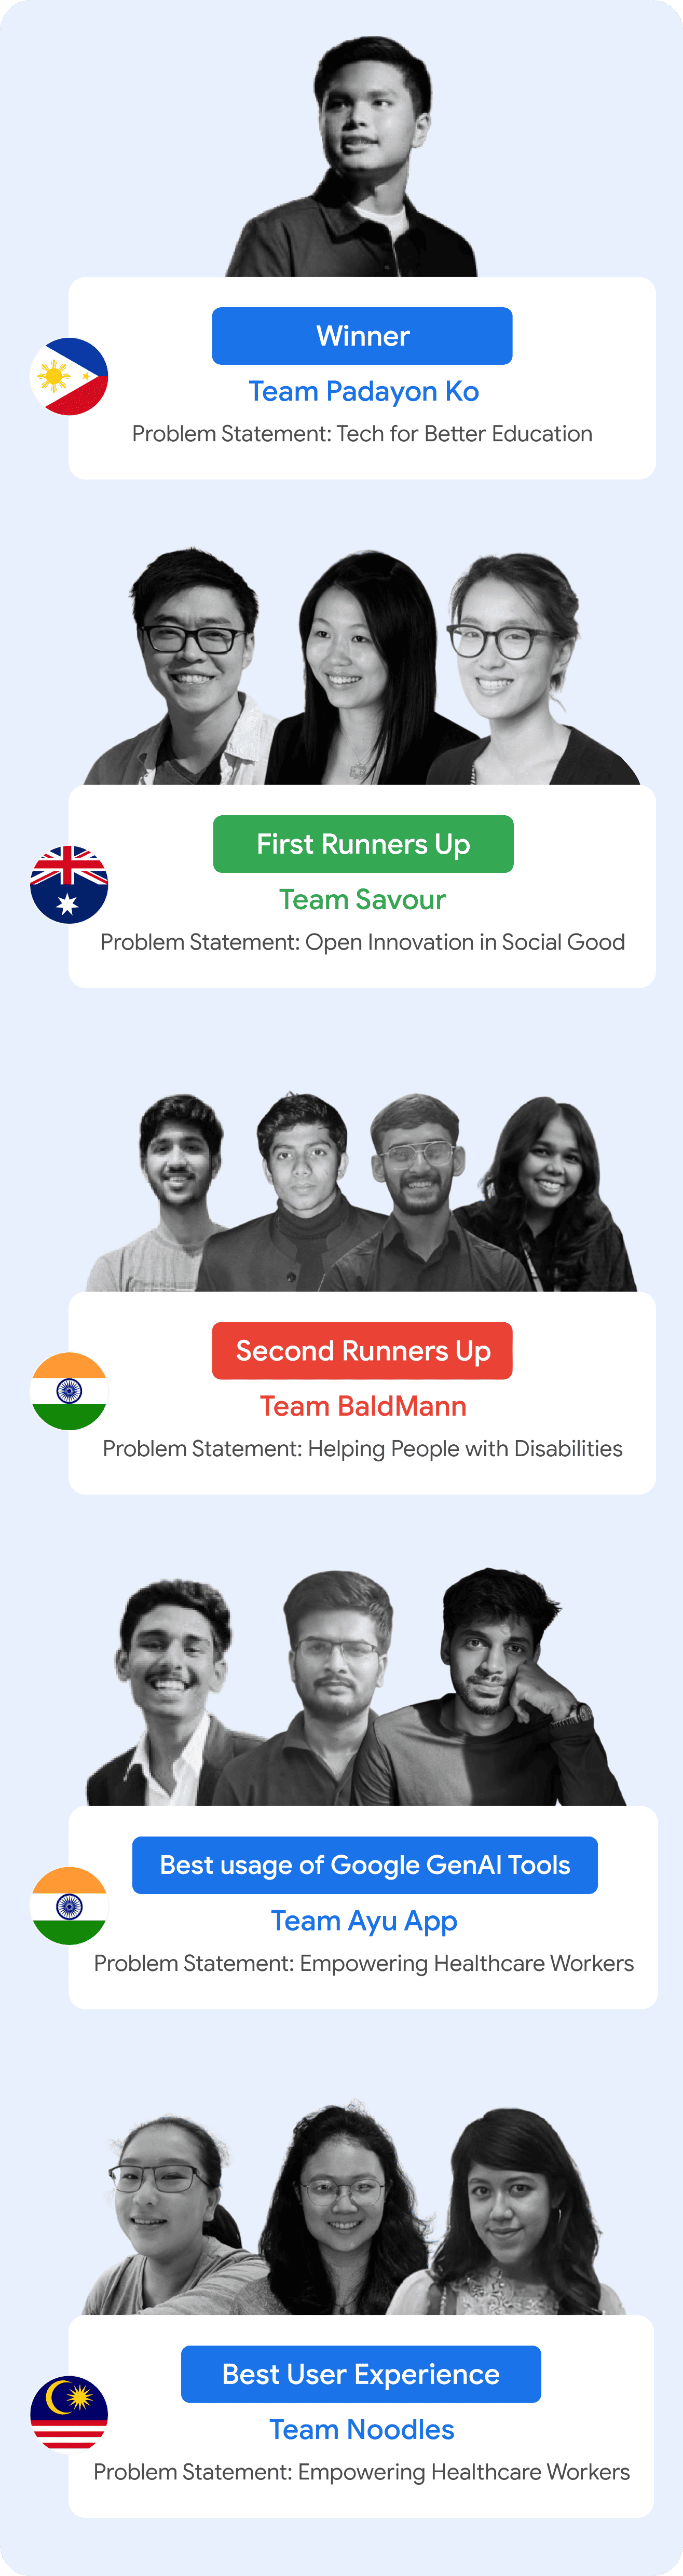 Winner
Team Padayon Ko
Problem Statement: Tech for Better Education
First Runners Up
Team Savour
Problem Statement: Open Innovation in Social Good
Second Runners Up
Team BaldMann
Problem Statement: Helping People with Disabilities
Best usage of Google GenAI Tools
Team Ayu App
Problem Statement: Empowering Healthcare Workers
Best User Experience
Team Noodles
Problem Statement: Empowering Healthcare Workers